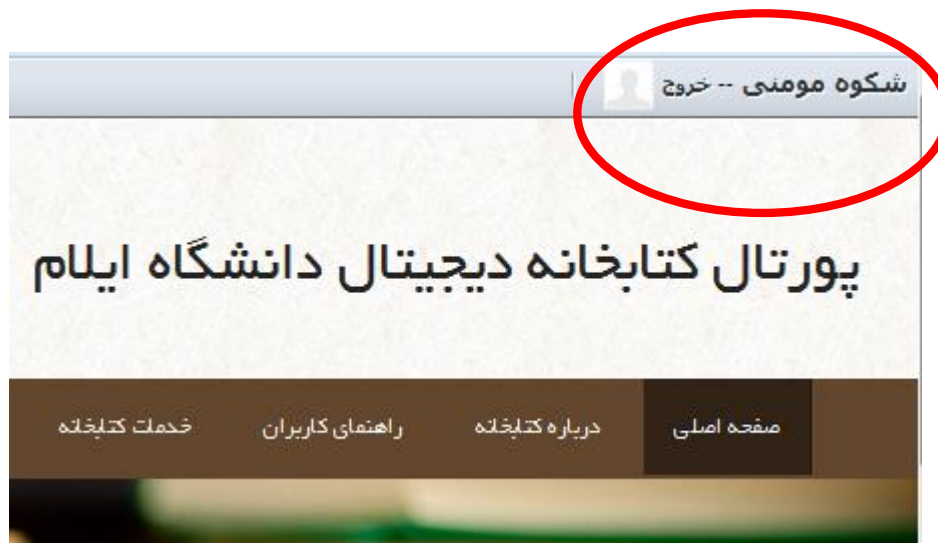 شکوه مومنی -- خروج
پورتال کتابخانه دیجیتال دانشگاه ایلام
صفحه اصلی درباره کتابخانه راهنمای کاربران خدمات کتابخانه